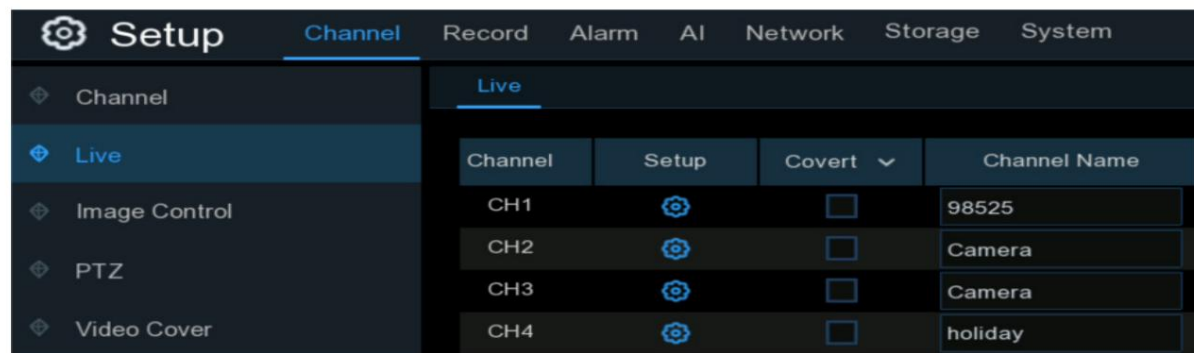 Setup Channel Record Alarm AI Network Storage System
Channel
Live
Live
Image Control
PTZ
Video Cover
Channel Setup Covert Channel Name
CH1 98525
CH2 Camera
CH3 Camera
CH4 holiday